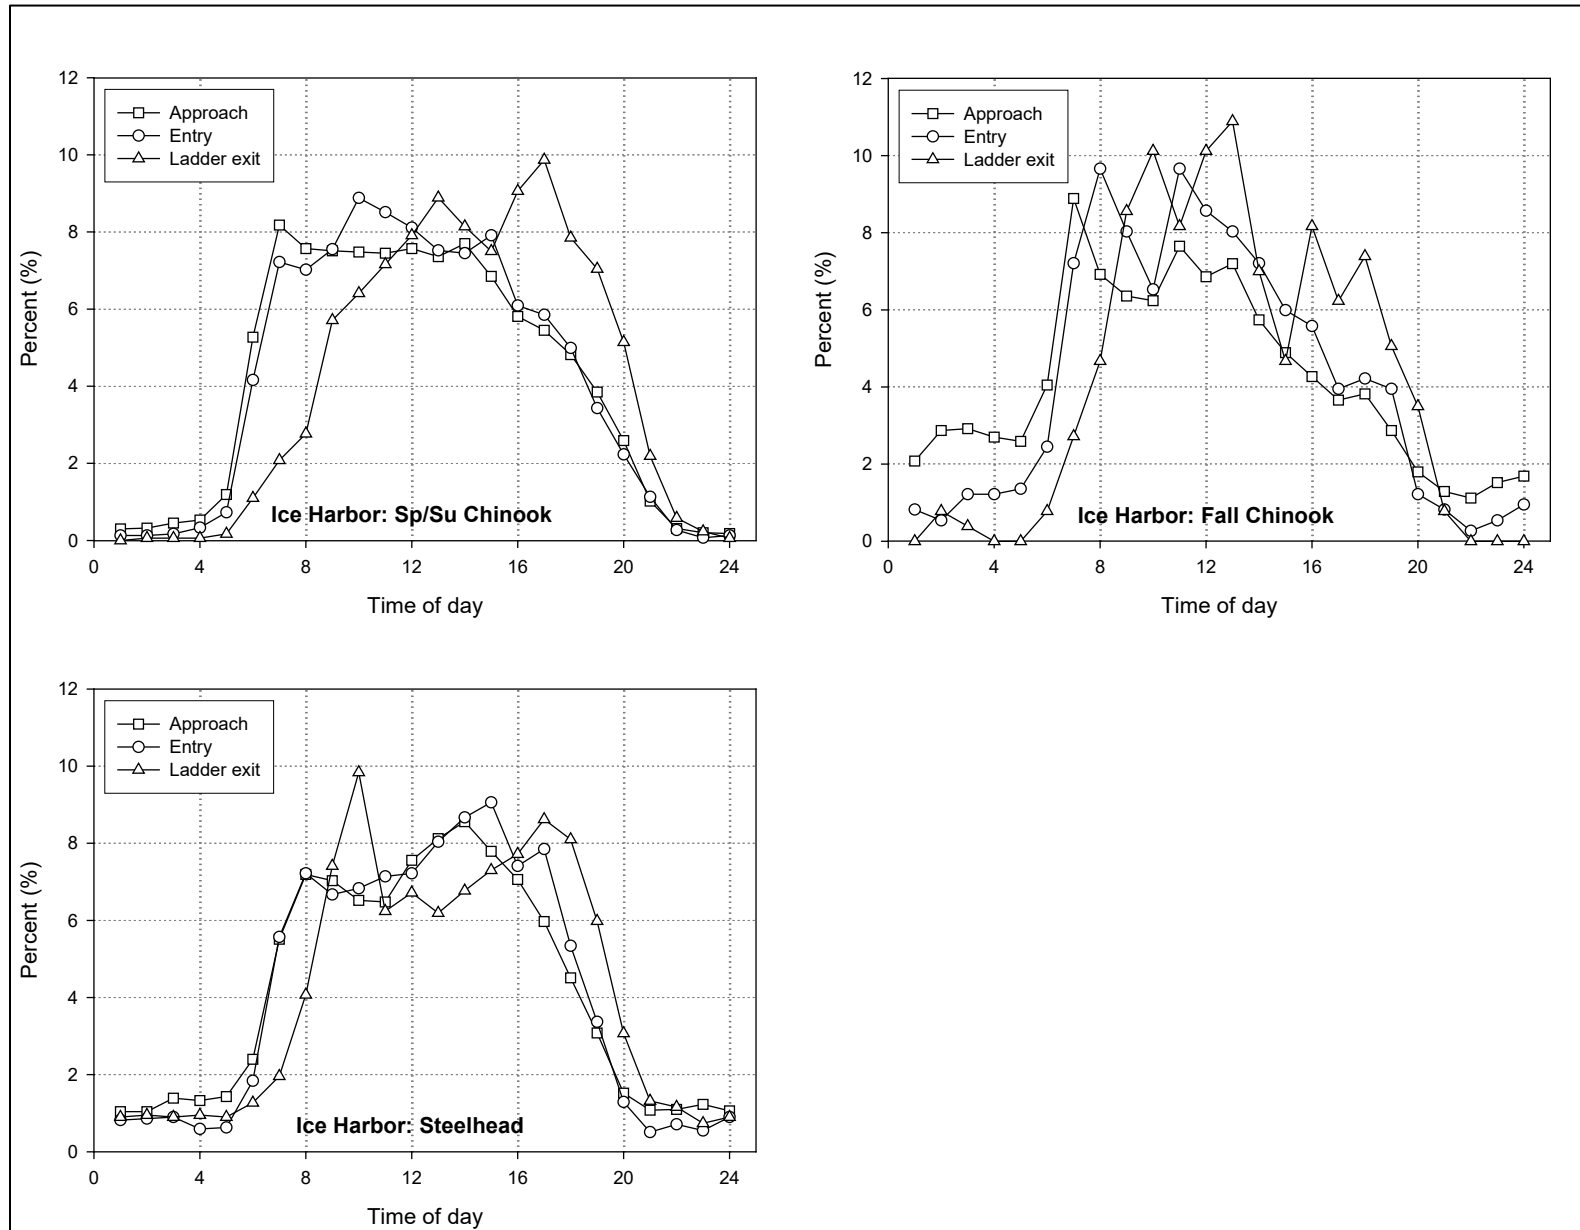 12
10
8
6
4
2
0
Percent (%)
Approach
Entry
Ladder exit
Ice Harbor: Sp/Su Chinook
0 4 8 12 16 20 24
Time of day
12
10
8
6
4
2
0
Percent (%)
Approach
Entry
Ladder exit
Ice Harbor: Fall Chinook
0 4 8 12 16 20 24
Time of day
12
10
8
6
4
2
0
Percent (%)
Approach
Entry
Ladder exit
Ice Harbor: Steelhead
0 4 8 12 16 20 24
Time of day